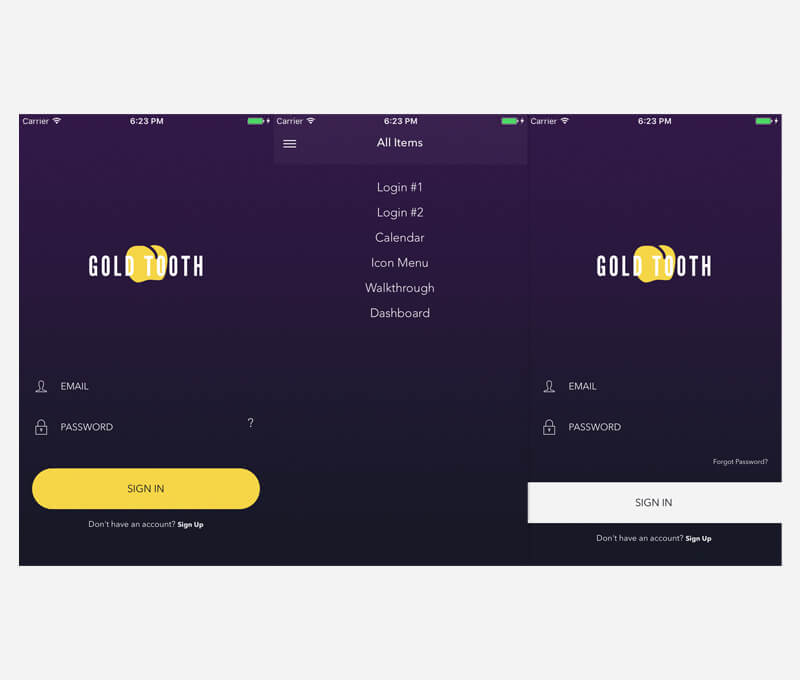 Carrier 6:23 PM
GOLD TOOTH
EMAIL
PASSWORD ?
SIGN IN
Don't have an account? Sign Up
Carrier 6:23 PM
All Items
Login #1
Login #2
Calendar
Icon Menu
Walkthrough
Dashboard
Carrier 6:23 PM
GOLD TOOTH
EMAIL
PASSWORD
Forgot Password?
SIGN IN
Don't have an account? Sign Up